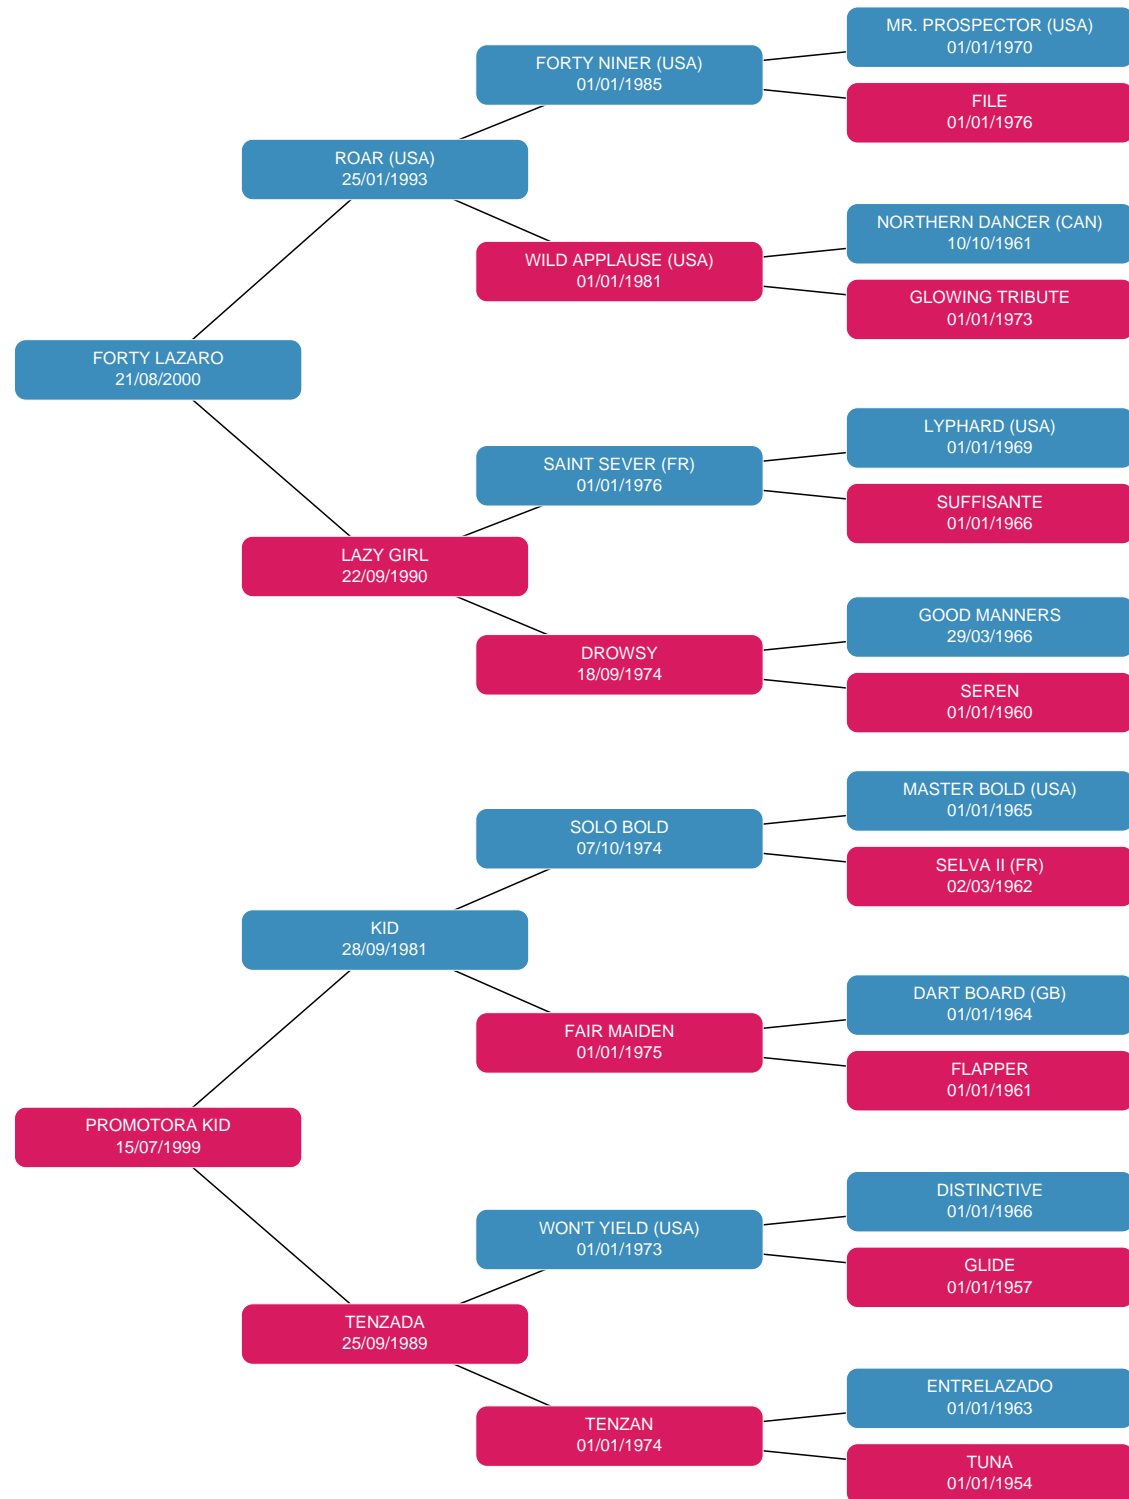 MR. PROSPECTOR (USA)
01/01/1970
FORTY NINER (USA)
01/01/1985
FILE
01/01/1976
ROAR (USA)
25/01/1993
NORTHERN DANCER (CAN)
10/10/1961
WILD APPLAUSE (USA)
01/01/1981
GLOWING TRIBUTE
01/01/1973
FORTY LAZARO
21/08/2000
LYPHARD (USA)
01/01/1969
SAINT SEVER (FR)
01/01/1976
SUFFISANTE
01/01/1966
LAZY GIRL
22/09/1990
GOOD MANNERS
29/03/1966
DROWSY
18/09/1974
SEREN
01/01/1960
MASTER BOLD (USA)
01/01/1965
SOLO BOLD
07/10/1974
SELVA II (FR)
02/03/1962
KID
28/09/1981
DART BOARD (GB)
01/01/1964
FAIR MAIDEN
01/01/1975
FLAPPER
01/01/1961
PROMOTORA KID
15/07/1999
DISTINCTIVE
01/01/1966
WON'T YIELD (USA)
01/01/1973
GLIDE
01/01/1957
TENZADA
25/09/1989
ENTRELAZADO
01/01/1963
TENZAN
01/01/1974
TUNA
01/01/1954